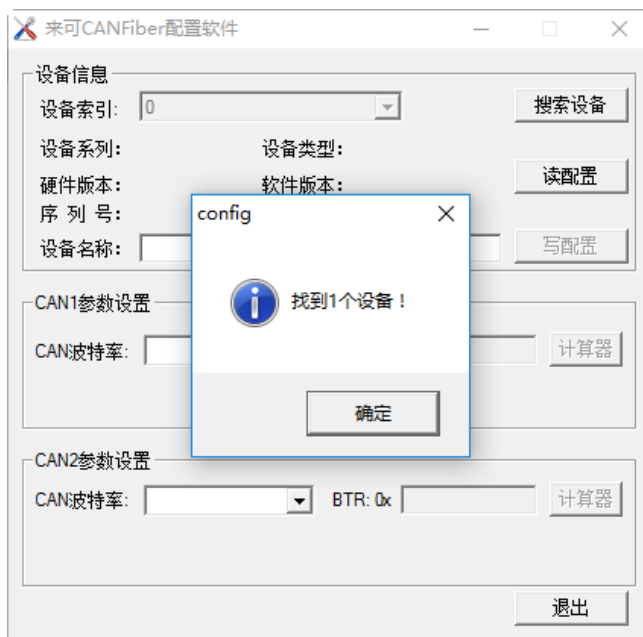 来可CANFiber配置软件
设备信息
设备索引: 0
搜索设备
设备系列: 设备类型:
读配置
硬件版本: 软件版本:
序 列 号:
config
设备名称:
写配置
找到1个设备！
CAN1参数设置
CAN波特率:
计算器
确定
CAN2参数设置
CAN波特率: BTR: 0x
计算器
退出